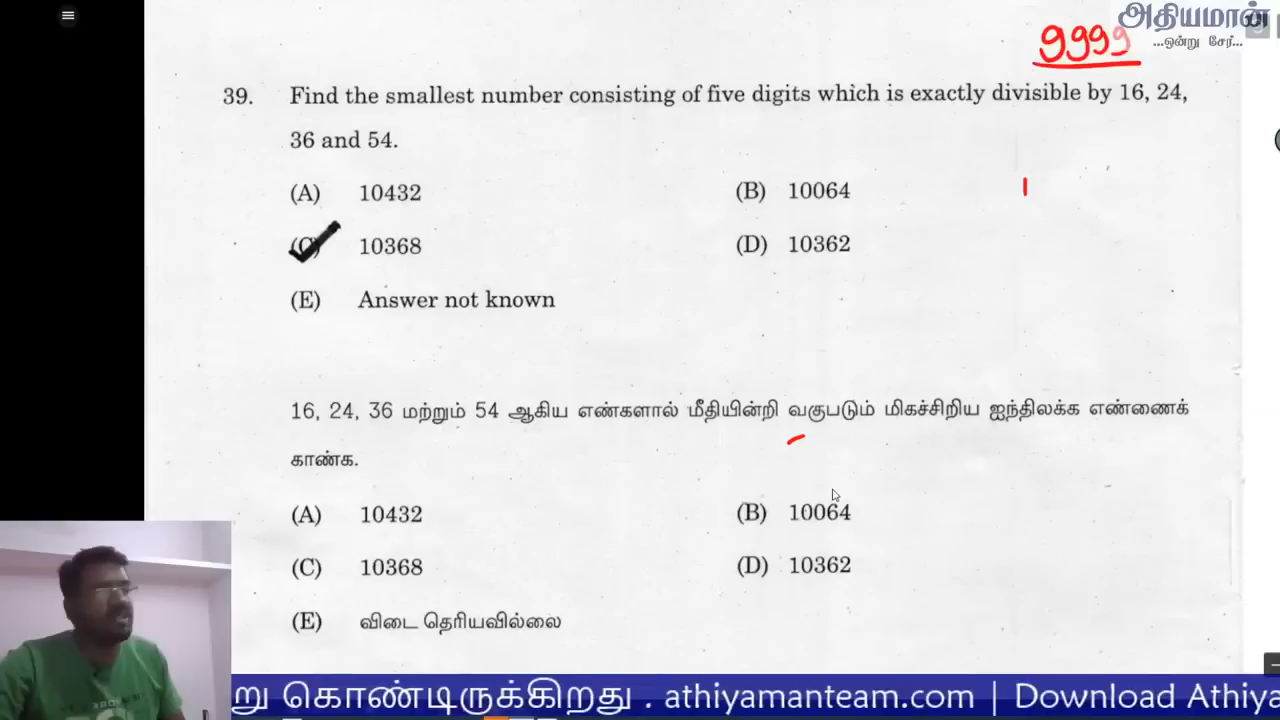 அதியமான்
...ஒன்று சேர்...
9999
39. Find the smallest number consisting of five digits which is exactly divisible by 16, 24,
36 and 54.
(A) 10432 (B) 10064
(C) 10368 (D) 10362
(E) Answer not known
16, 24, 36 மற்றும் 54 ஆகிய எண்களால் மீதியின்றி வகுபடும் மிகச்சிறிய ஐந்திலக்க எண்ணைக்
காண்க.
(A) 10432 (B) 10064
(C) 10368 (D) 10362
(E) விடை தெரியவில்லை
று கொண்டிருக்கிறது . athiyamanteam.com | Download Athiya